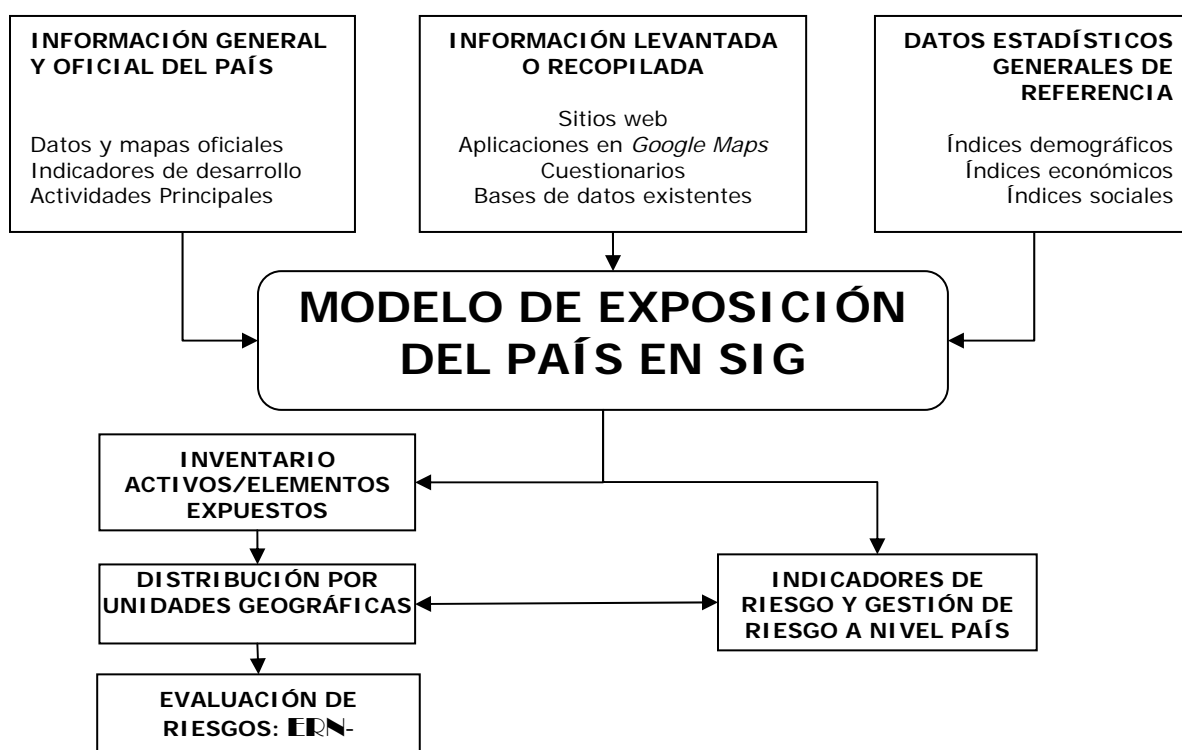 INFORMACIÓN GENERAL
Y OFICIAL DEL PAÍS
Datos y mapas oficiales
Indicadores de desarrollo
Actividades Principales
INFORMACIÓN LEVANTADA
O RECOPILADA
Sitios web
Aplicaciones en Google Maps
Cuestionarios
Bases de datos existentes
DATOS ESTADÍSTICOS
GENERALES DE
REFERENCIA
Índices demográficos
Índices económicos
Índices sociales
MODELO DE EXPOSICIÓN
DEL PAÍS EN SIG
INVENTARIO
ACTIVOS/ELEMENTOS
EXPUESTOS
DISTRIBUCIÓN POR
UNIDADES GEOGRÁFICAS
INDICADORES DE
RIESGO Y GESTIÓN DE
RIESGO A NIVEL PAÍS
EVALUACIÓN DE
RIESGOS: ERN-